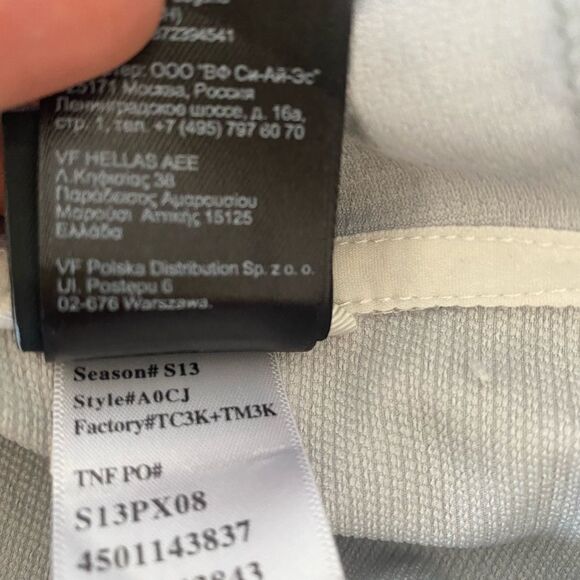 272394541
ООО "ВФ Си-Ай-Эс"
125171 Москва, Россия
Ленинградское шоссе, д. 16а,
стр. 1, тел. +7 (495) 797 60 70
VF HELLAS AEE
Λ.Κηφισίας 38
Παράδεισος Αμαρουσίου
Μαρούσι Αττικής 15125
Ελλάδα
VF Polska Distribution Sp. z o. o.
Ul. Postepu 6
02-676 Warszawa.
Season# S13
Style#A0CJ
Factory#TC3K+TM3K
TNF PO#
S13PX08
4501143837